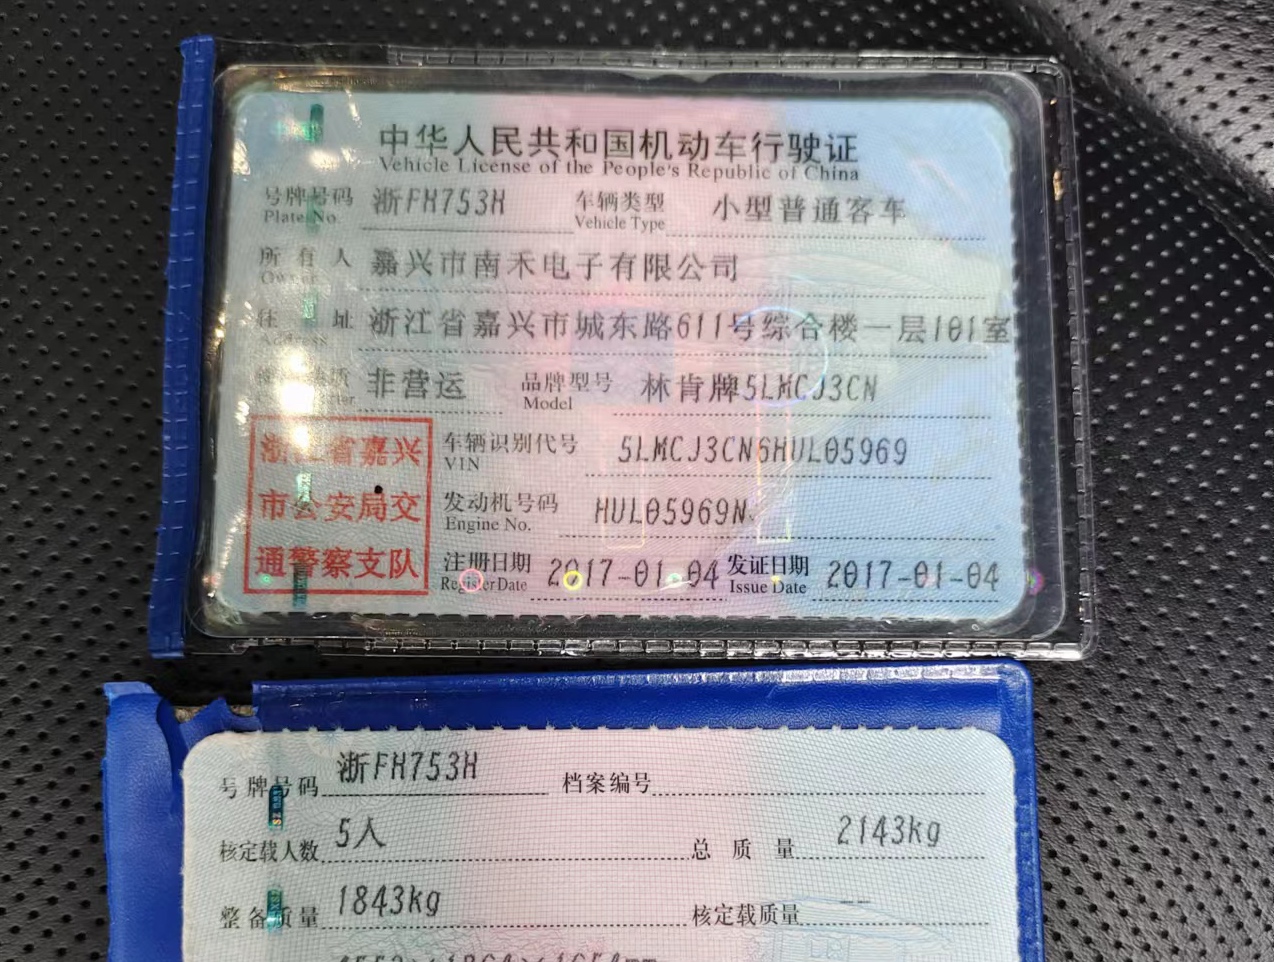 中华人民共和国机动车行驶证
Vehicle License of the People's Republic of China
号牌号码 浙FH753H 车辆类型 小型普通客车
Plate No. Vehicle Type
所有人 嘉兴市南禾电子有限公司
Owner
住址 浙江省嘉兴市城东路611号综合楼一层101室
Address
质 非营运 品牌型号 林肯牌5LMCJ3CN
Model
浙江省嘉兴
市公安局交
通警察支队
车辆识别代号 5LMCJ3CN6HUL05969
VIN
发动机号码 HUL05969N
Engine No.
注册日期 2017-01-04 发证日期 2017-01-04
Register Date Issue Date
号牌号码 浙FH753H 档案编号
核定载人数 5人 总质量 2143kg
整备质量 1843kg 核定载质量 --